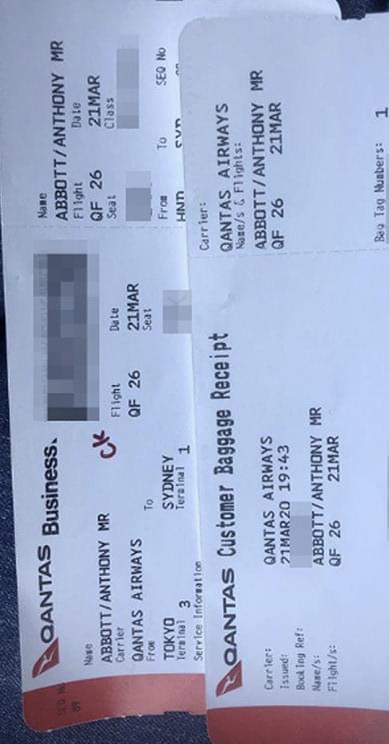 QANTAS Business.
Name
ABBOTT/ANTHONY MR
Carrier
QANTAS AIRWAYS
From To
TOKYO SYDNEY
Terminal 3 Terminal 1
Service Information
CK
Flight Date
QF 26 21MAR
Seat
Name
ABBOTT/ANTHONY MR
Flight Date
QF 26 21MAR
Seat Class
From To SEQ No
HND SYD
QANTAS Customer Baggage Receipt
Carrier: QANTAS AIRWAYS
Issued: 21MAR20 19:43
Booking Ref:
Name/s: ABBOTT/ANTHONY MR
Flight/s: QF 26 21MAR
Carrier:
QANTAS AIRWAYS
Name/s & Flights:
ABBOTT/ANTHONY MR
QF 26 21MAR
Bag Tag Numbers: 1